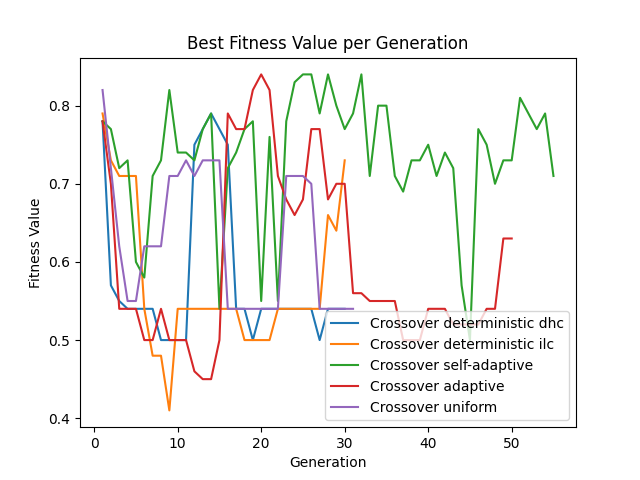 Best Fitness Value per Generation
Fitness Value
0.8
0.7
0.6
0.5
0.4
0
10
20
30
40
50
Generation
Crossover deterministic dhc
Crossover deterministic ilc
Crossover self-adaptive
Crossover adaptive
Crossover uniform